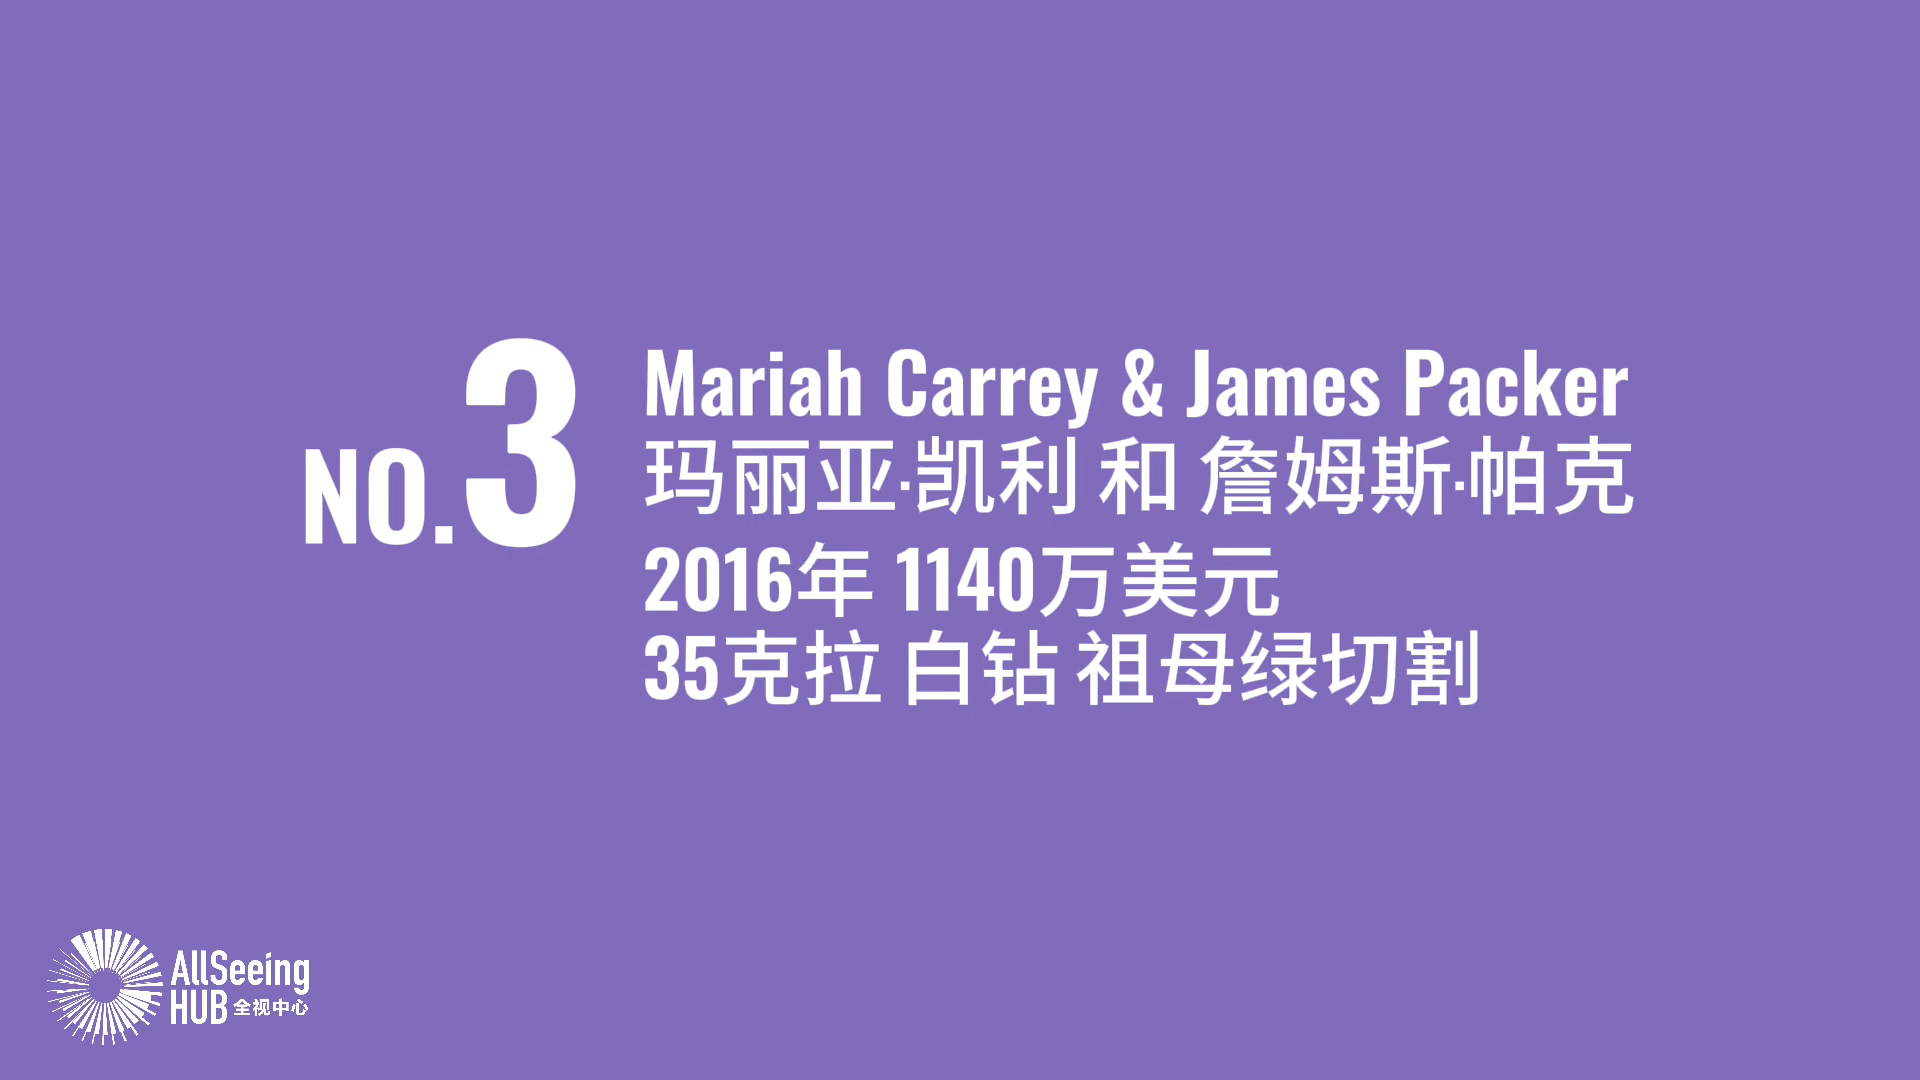 NO.3
Mariah Carrey & James Packer
玛丽亚·凯利 和 詹姆斯·帕克
2016年 1140万美元
35克拉 白钻 祖母绿切割
AllSeeing
HUB 全视中心